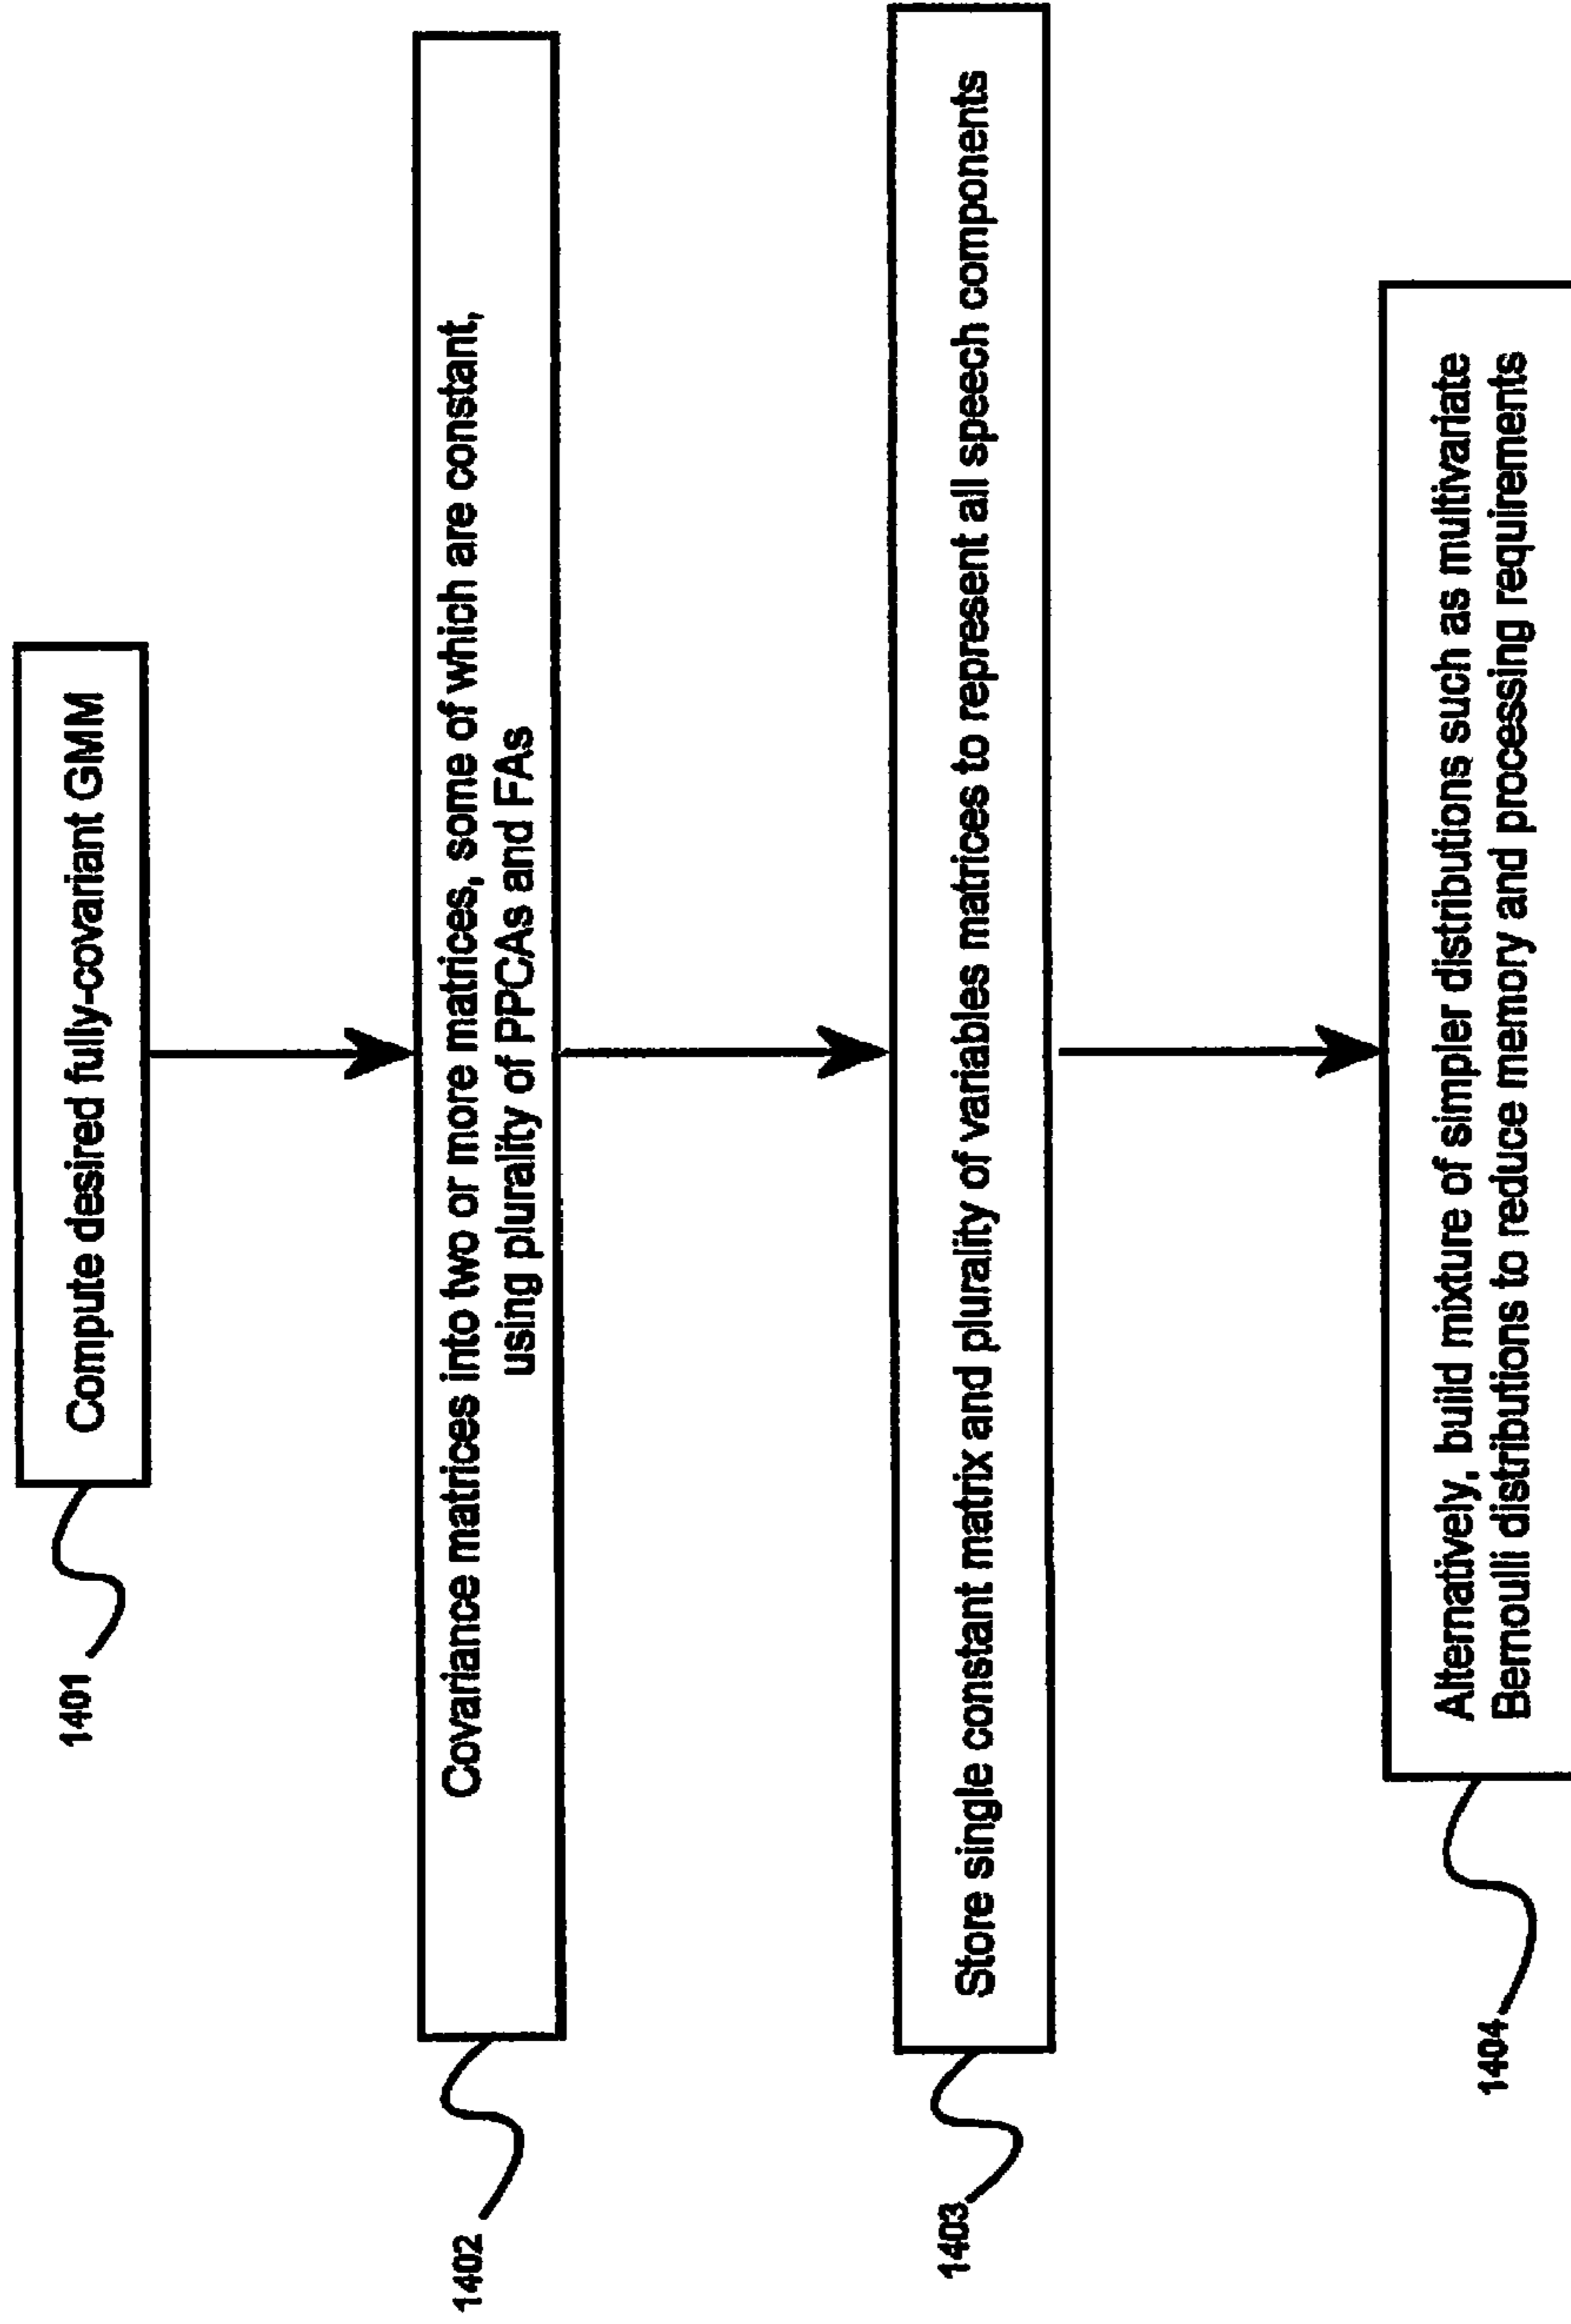 Compute desired fully-covariant GMM
1401
Covariance matrices into two or more matrices, some of which are constant,
using plurality of PPCAs and FAs
1402
Store single constant matrix and plurality of variables matrices to represent all speech components
1403
Alternatively, build mixture of simpler distributions such as multivariate
Bernoulli distributions to reduce memory and processing requirements
1404